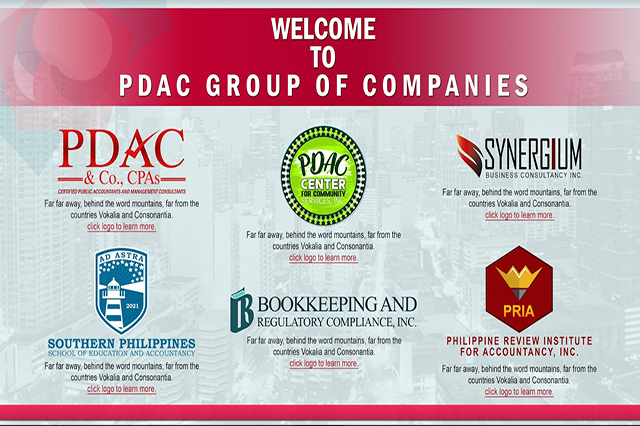 WELCOME
TO
PDAC GROUP OF COMPANIES
PDAC
& Co., CPAs
CERTIFIED PUBLIC ACCOUNTANTS AND MANAGEMENT CONSULTANTS
Far far away, behind the word mountains, far from the
countries Vokalia and Consonantia.
click logo to learn more.
PDAC
CENTER
FOR COMMUNITY
SERVICES, INC.
Far far away, behind the word mountains, far from the
countries Vokalia and Consonantia.
click logo to learn more.
SYNERGIUM
BUSINESS CONSULTANCY INC.
Far far away, behind the word mountains, far from the
countries Vokalia and Consonantia.
click logo to learn more.
AD ASTRA
2021
SOUTHERN PHILIPPINES
SCHOOL OF EDUCATION AND ACCOUNTANCY
Far far away, behind the word mountains, far from the
countries Vokalia and Consonantia.
click logo to learn more.
BOOKKEEPING AND
REGULATORY COMPLIANCE, INC.
Far far away, behind the word mountains, far from the
countries Vokalia and Consonantia.
click logo to learn more.
PRIA
PHILIPPINE REVIEW INSTITUTE
FOR ACCOUNTANCY, INC.
Far far away, behind the word mountains, far from the
countries Vokalia and Consonantia.
click logo to learn more.